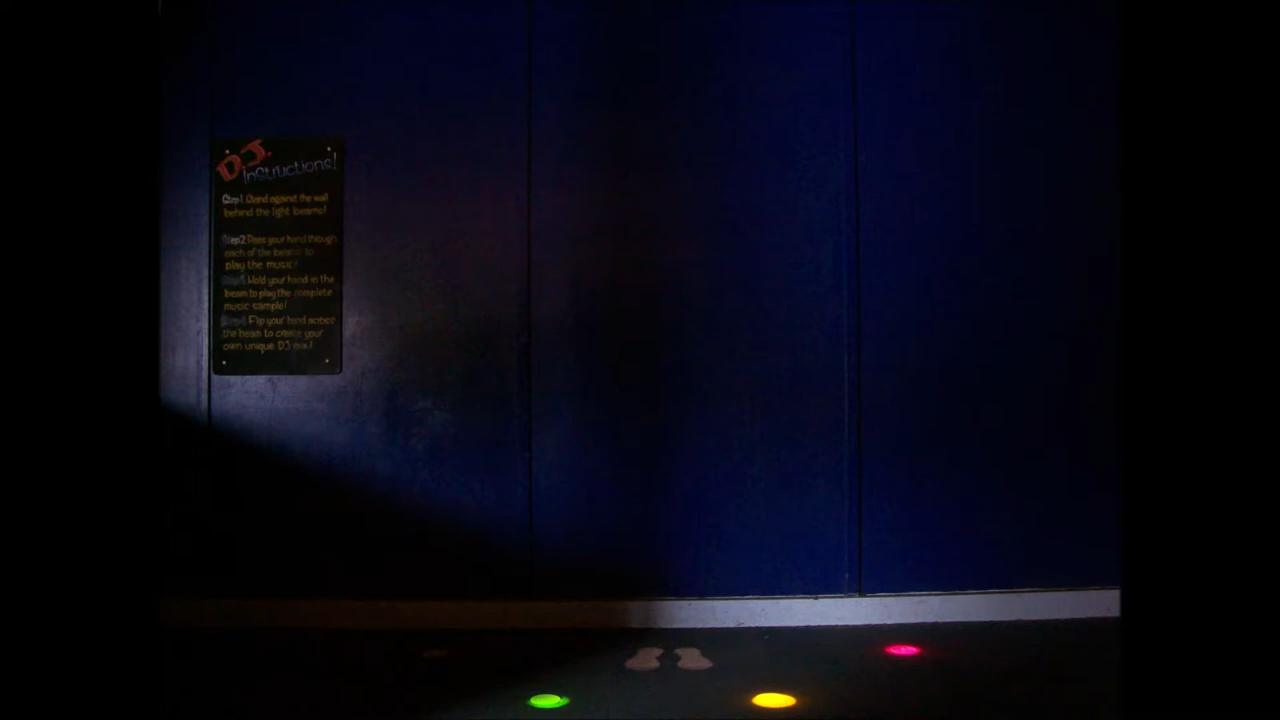 D.J.
Instructions!
Step1. Stand against the wall
behind the light beams!
Step2. Pass your hand through
each of the beams to
play the music!
Step3. Hold your hand in the
beam to play the complete
music sample!
Step4. Flip your hand across
the beam to create your
own unique DJ mix!